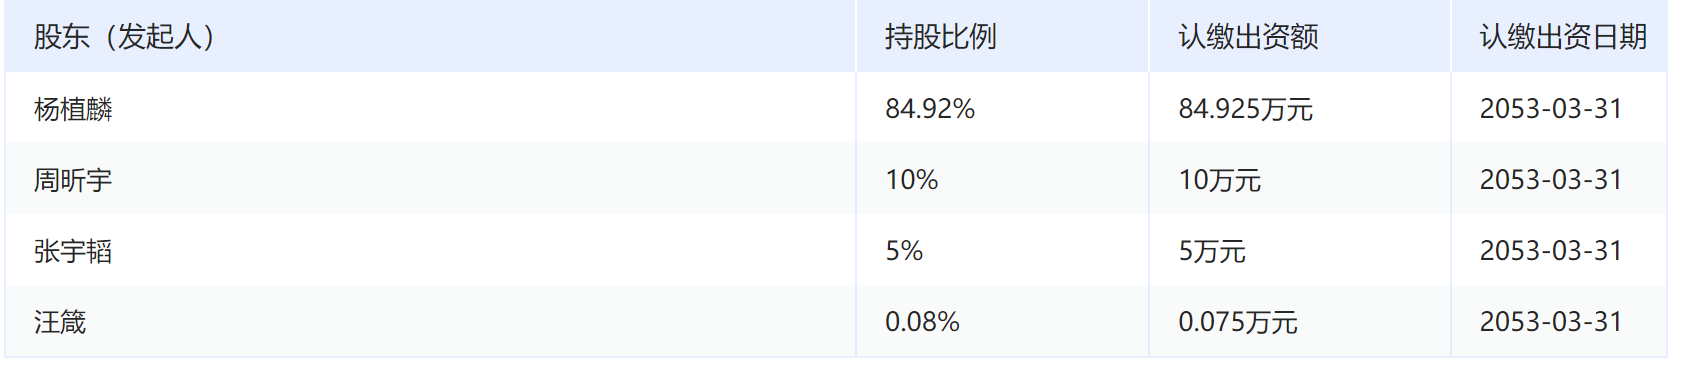 股东（发起人） 持股比例 认缴出资额 认缴出资日期
杨植麟 84.92% 84.925万元 2053-03-31
周昕宇 10% 10万元 2053-03-31
张宇韬 5% 5万元 2053-03-31
汪箴 0.08% 0.075万元 2053-03-31